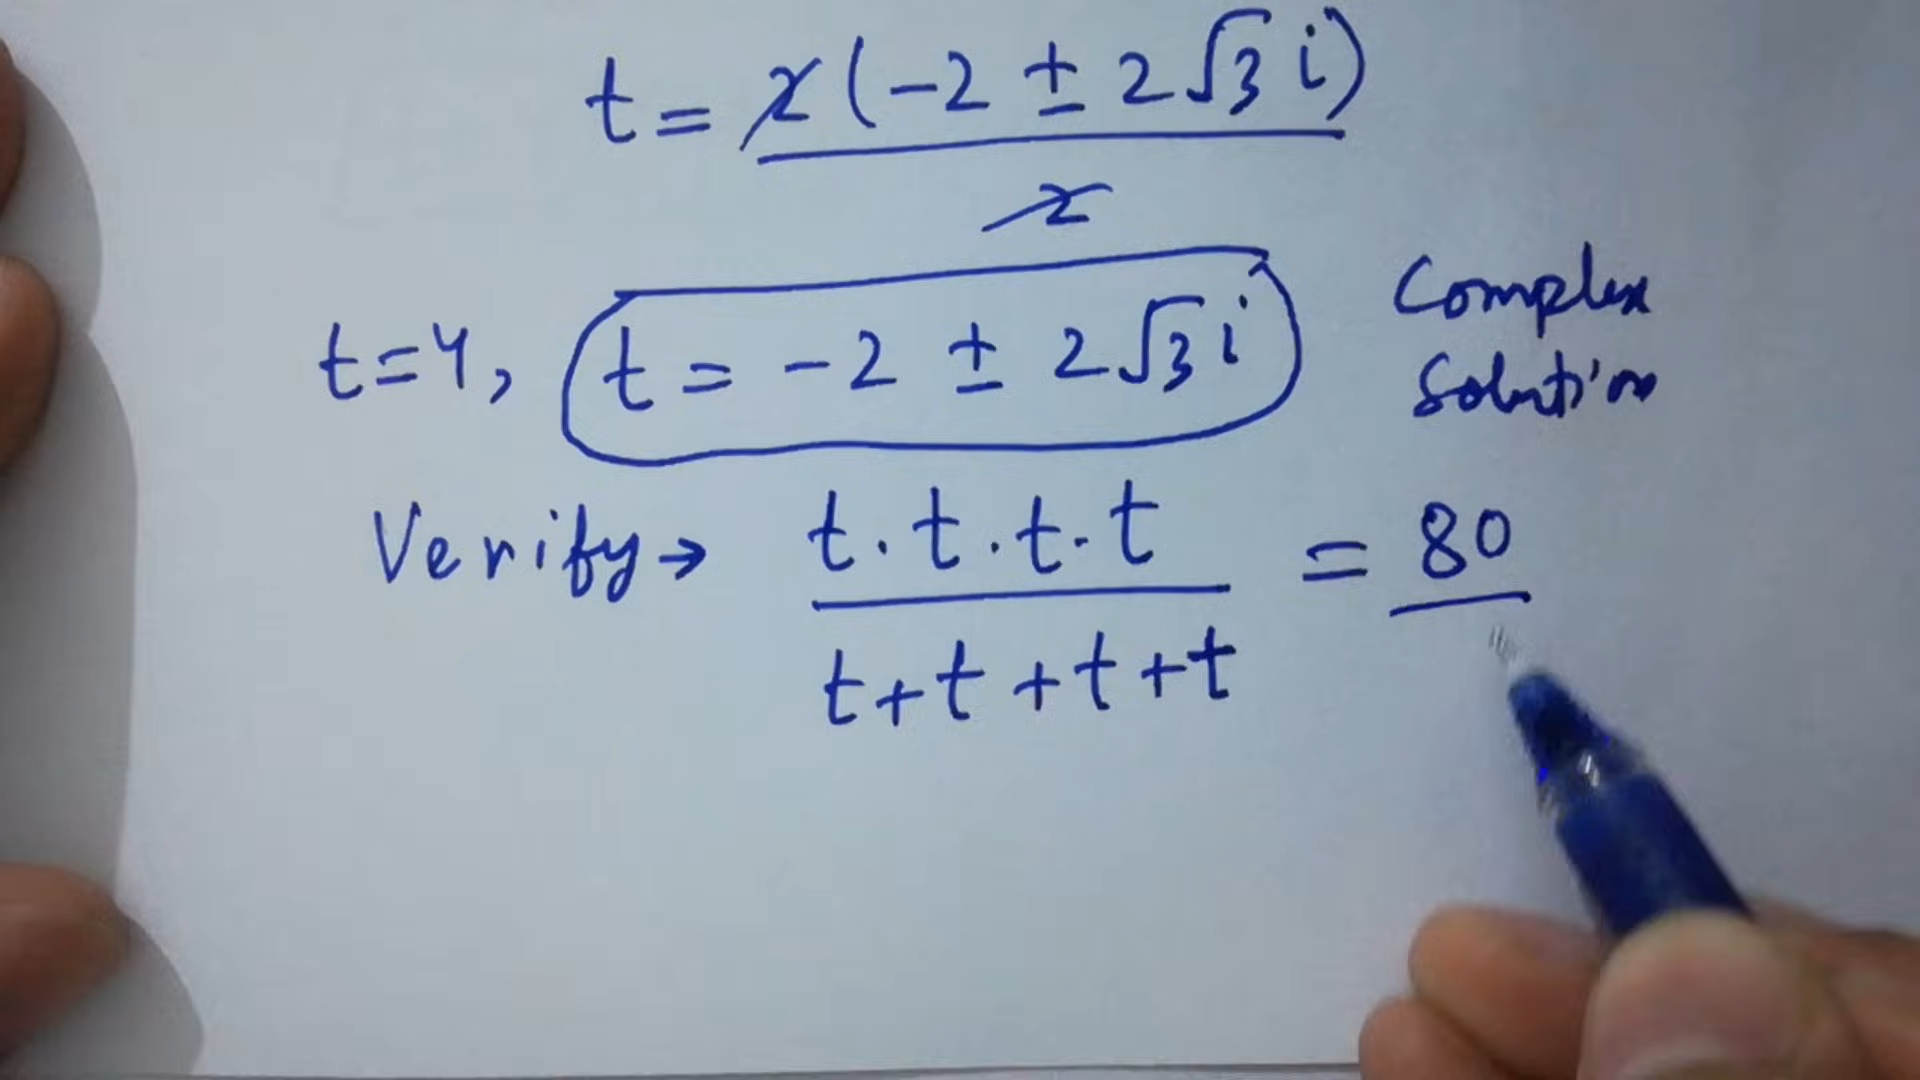 t = 2(-2 ± 2√3 i) / 2
t=4, t = -2 ± 2√3 i Complex Solution
Verify → t . t . t . t / t + t + t + t = 80